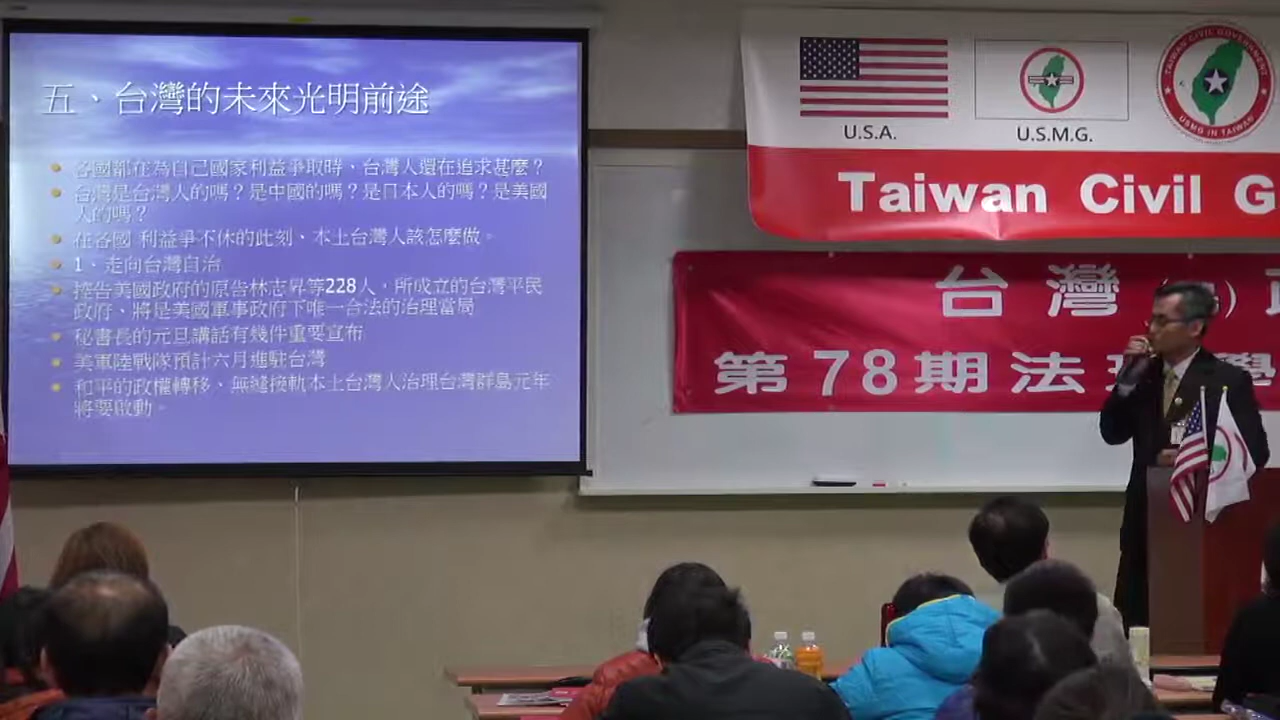 五、台灣的未來光明前途
各國都在為自己國家利益爭取時、台灣人還在追求甚麼？
台灣是台灣人的嗎？是中國的嗎？是日本人的嗎？是美國
人的嗎？
在各國 利益爭不休的此刻、本土台灣人該怎麼做。
1、走向台灣自治
控告美國政府的原告林志昇等228人，所成立的台灣平民
政府、將是美國軍事政府下唯一合法的治理當局
秘書長的元旦講話有幾件重要宣布
美軍陸戰隊預計六月進駐台灣
和平的政權轉移、無縫接軌本土台灣人治理台灣群島元年
將要啟動。
U.S.A.
U.S.M.G.
TAIWAN CIVIL GOVERNMENT
USMG IN TAIWAN
Taiwan Civil G
台灣
第78期法